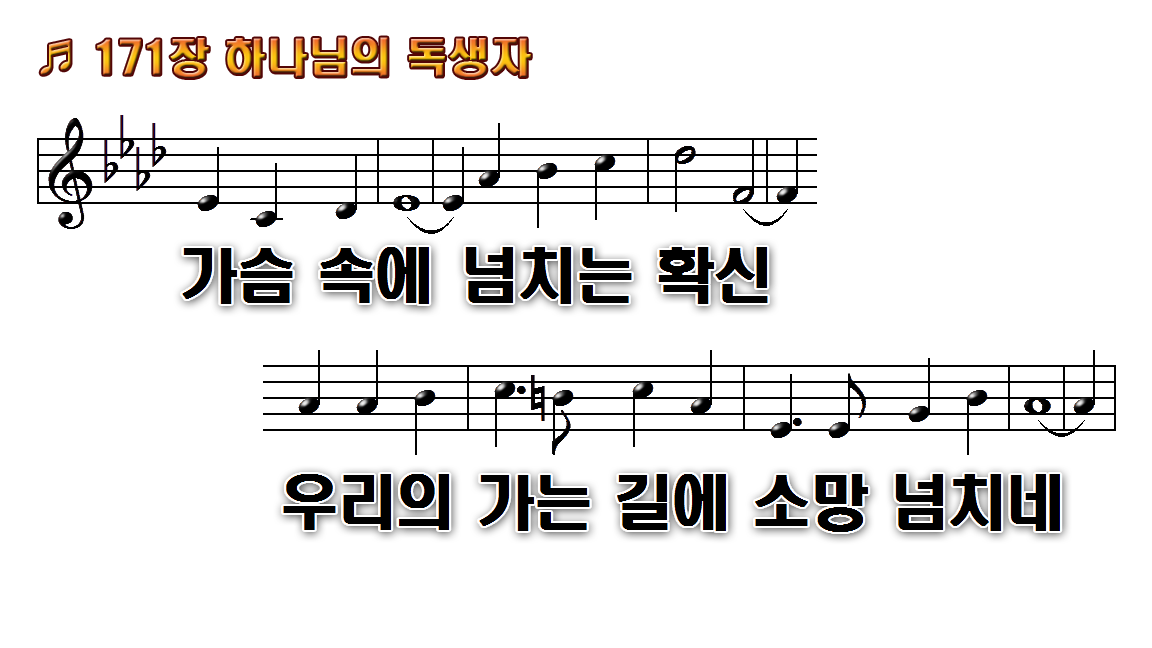 171장 하나님의 독생자
가슴 속에 넘치는 확신
우리의 가는 길에 소망 넘치네